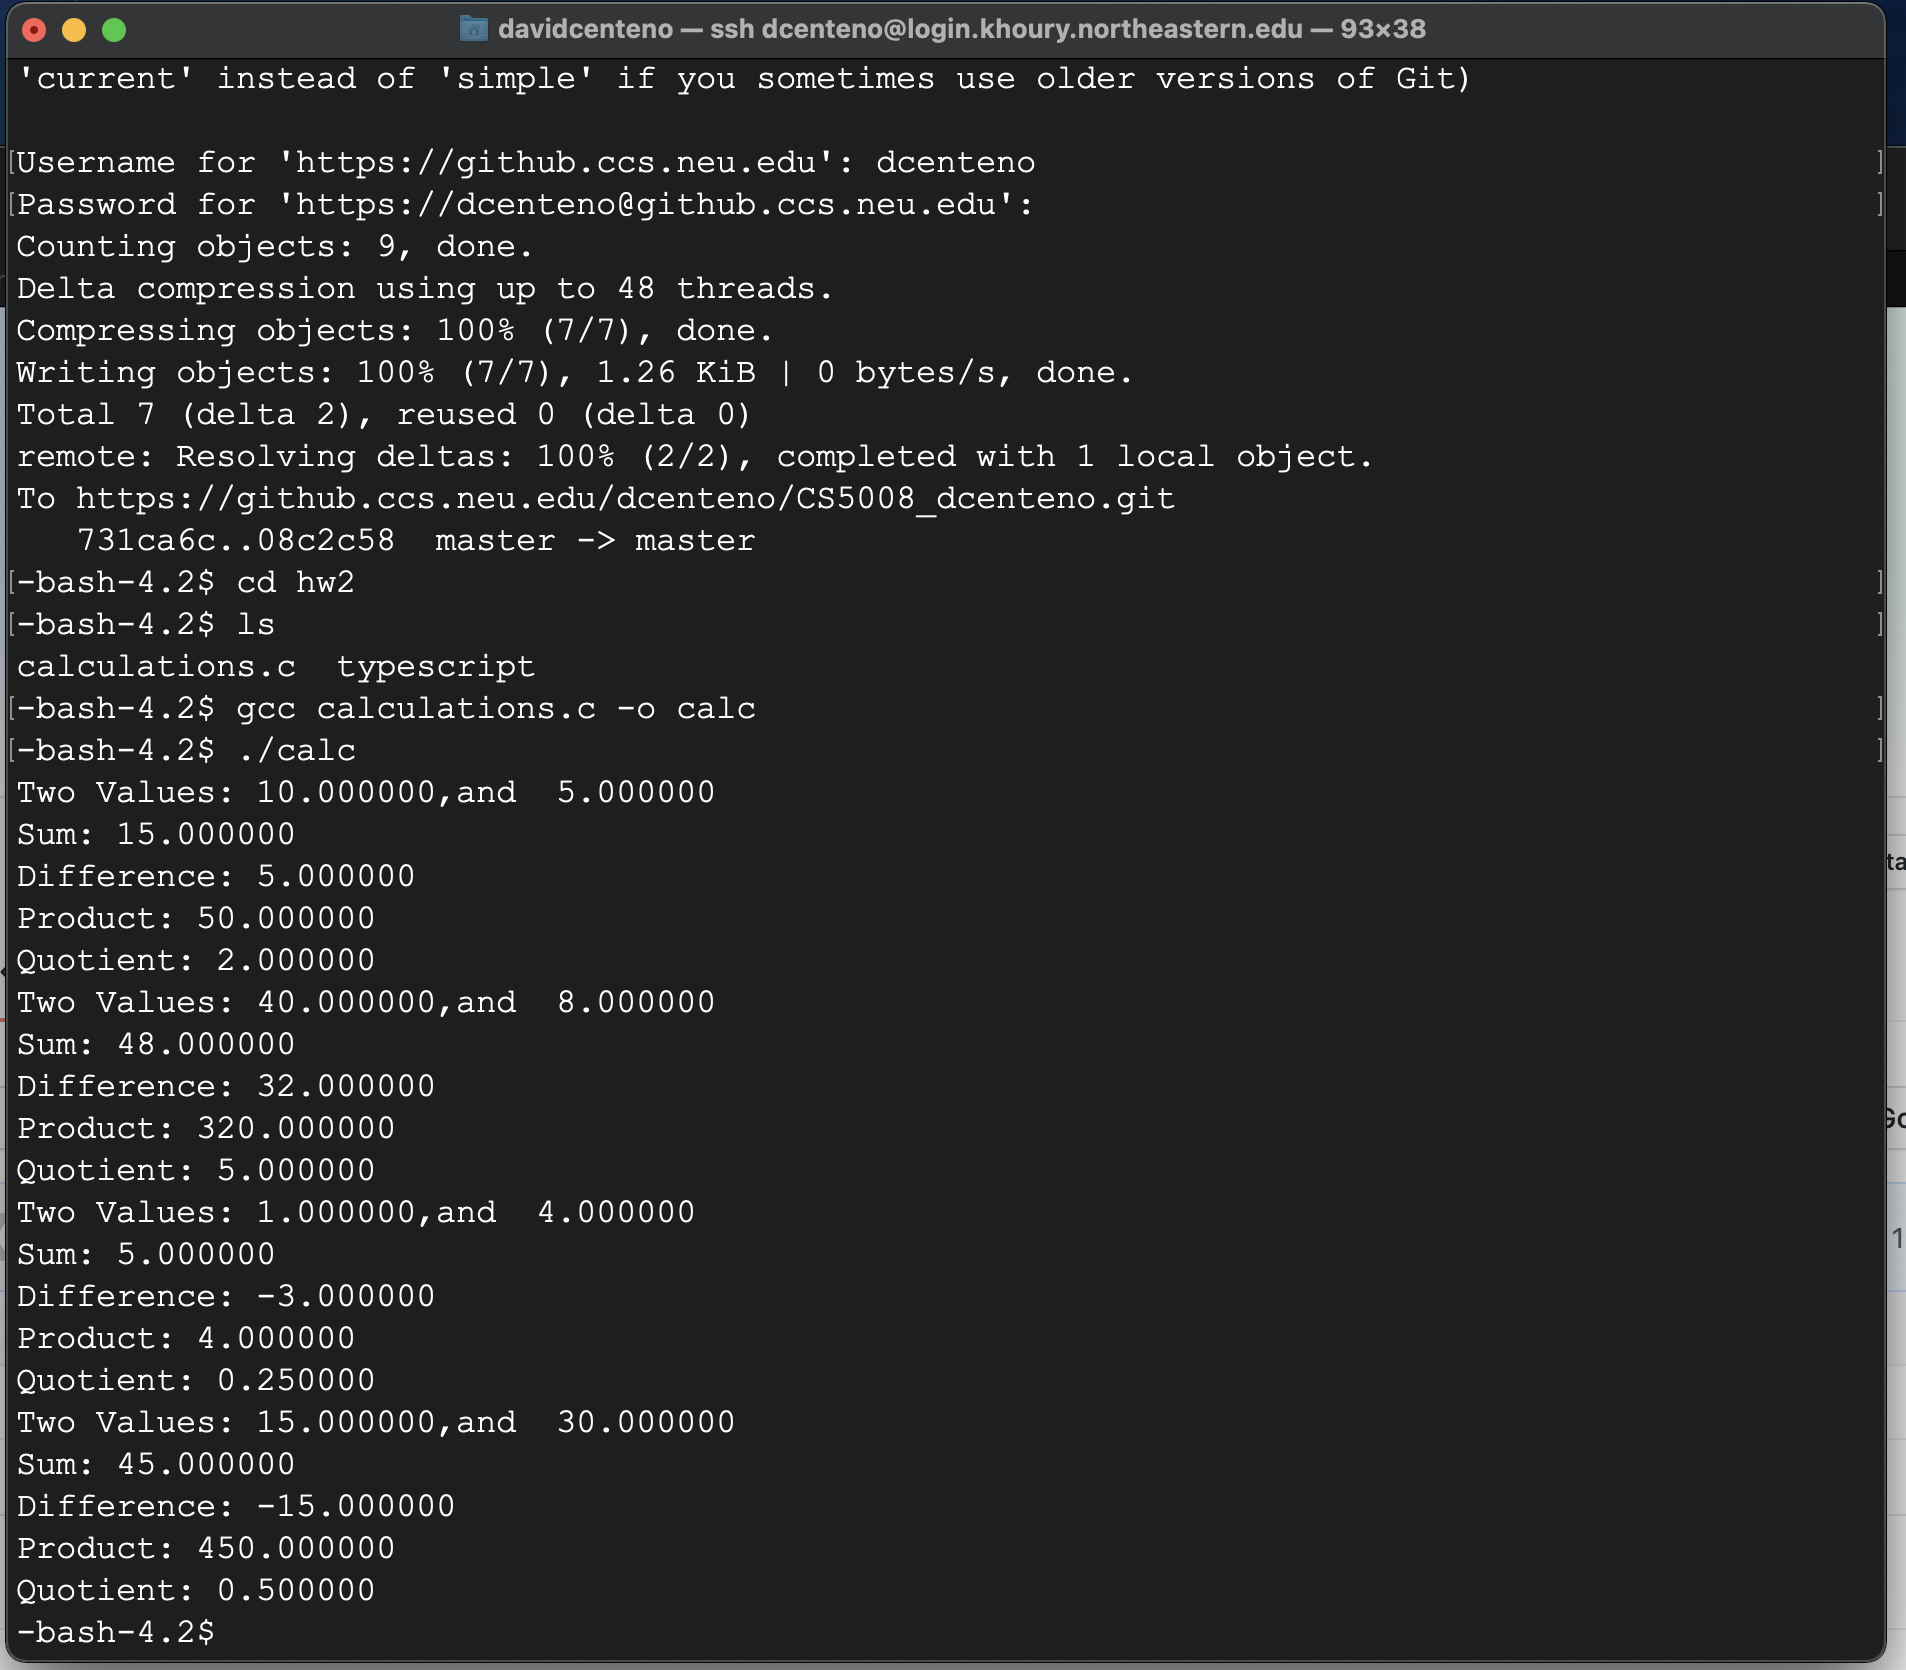 davidcenteno — ssh dcenteno@login.khoury.northeastern.edu — 93×38
'current' instead of 'simple' if you sometimes use older versions of Git)
[Username for 'https://github.ccs.neu.edu': dcenteno ]
[Password for 'https://dcenteno@github.ccs.neu.edu': ]
Counting objects: 9, done.
Delta compression using up to 48 threads.
Compressing objects: 100% (7/7), done.
Writing objects: 100% (7/7), 1.26 KiB | 0 bytes/s, done.
Total 7 (delta 2), reused 0 (delta 0)
remote: Resolving deltas: 100% (2/2), completed with 1 local object.
To https://github.ccs.neu.edu/dcenteno/CS5008_dcenteno.git
   731ca6c..08c2c58  master -> master
[-bash-4.2$ cd hw2 ]
[-bash-4.2$ ls ]
calculations.c  typescript
[-bash-4.2$ gcc calculations.c -o calc ]
[-bash-4.2$ ./calc ]
Two Values: 10.000000,and  5.000000
Sum: 15.000000
Difference: 5.000000
Product: 50.000000
Quotient: 2.000000
Two Values: 40.000000,and  8.000000
Sum: 48.000000
Difference: 32.000000
Product: 320.000000
Quotient: 5.000000
Two Values: 1.000000,and  4.000000
Sum: 5.000000
Difference: -3.000000
Product: 4.000000
Quotient: 0.250000
Two Values: 15.000000,and  30.000000
Sum: 45.000000
Difference: -15.000000
Product: 450.000000
Quotient: 0.500000
-bash-4.2$